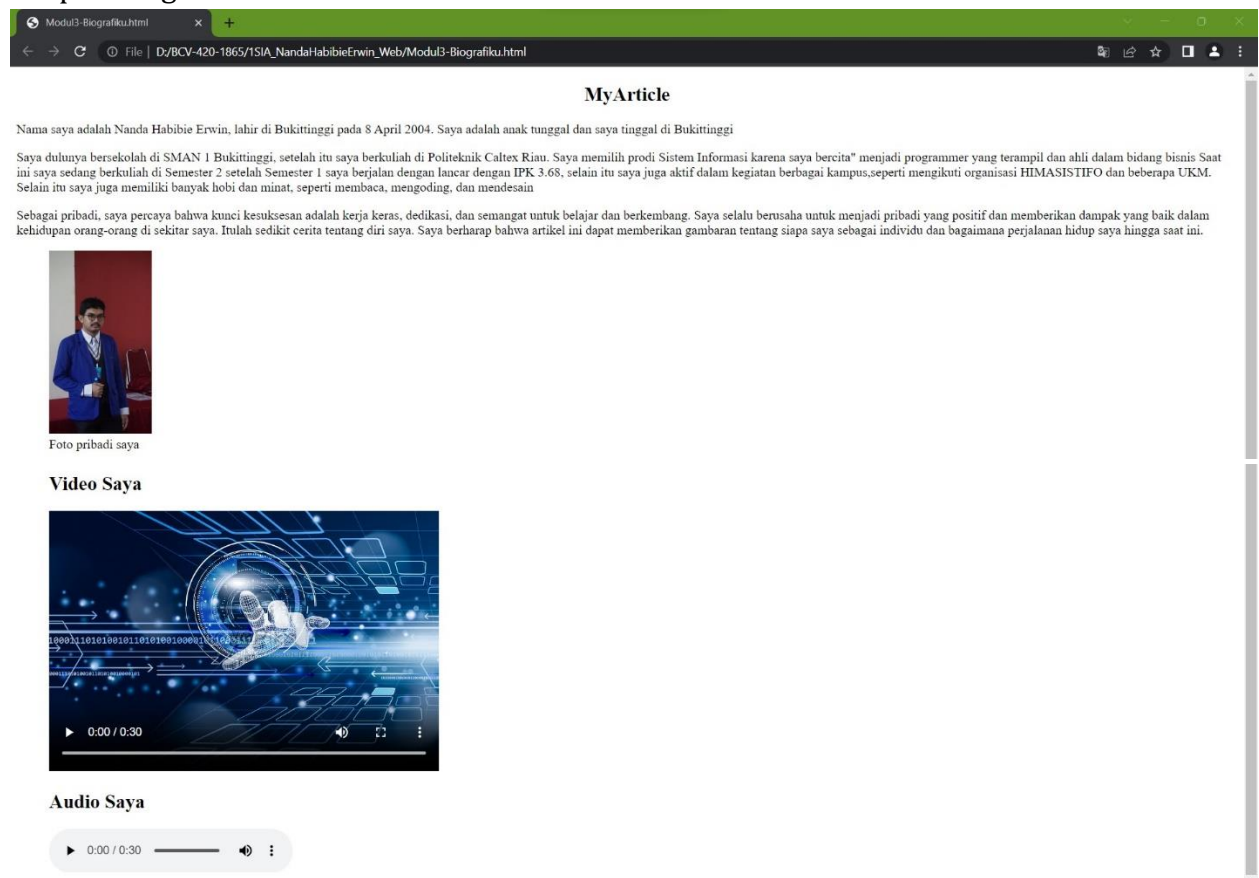 Modul3-Biografiku.html
File | D:/BCV-420-1865/1SIA_NandaHabibieErwin_Web/Modul3-Biografiku.html
MyArticle
Nama saya adalah Nanda Habibie Erwin, lahir di Bukittinggi pada 8 April 2004. Saya adalah anak tunggal dan saya tinggal di Bukittinggi
Saya dulunya bersekolah di SMAN 1 Bukittinggi, setelah itu saya berkuliah di Politeknik Caltex Riau. Saya memilih prodi Sistem Informasi karena saya bercita" menjadi programmer yang terampil dan ahli dalam bidang bisnis Saat
ini saya sedang berkuliah di Semester 2 setelah Semester 1 saya berjalan dengan lancar dengan IPK 3.68, selain itu saya juga aktif dalam kegiatan berbagai kampus,seperti mengikuti organisasi HIMASISTIFO dan beberapa UKM.
Selain itu saya juga memiliki banyak hobi dan minat, seperti membaca, mengoding, dan mendesain
Sebagai pribadi, saya percaya bahwa kunci kesuksesan adalah kerja keras, dedikasi, dan semangat untuk belajar dan berkembang. Saya selalu berusaha untuk menjadi pribadi yang positif dan memberikan dampak yang baik dalam
kehidupan orang-orang di sekitar saya. Itulah sedikit cerita tentang diri saya. Saya berharap bahwa artikel ini dapat memberikan gambaran tentang siapa saya sebagai individu dan bagaimana perjalanan hidup saya hingga saat ini.
Foto pribadi saya
Video Saya
0:00 / 0:30
Audio Saya
0:00 / 0:30